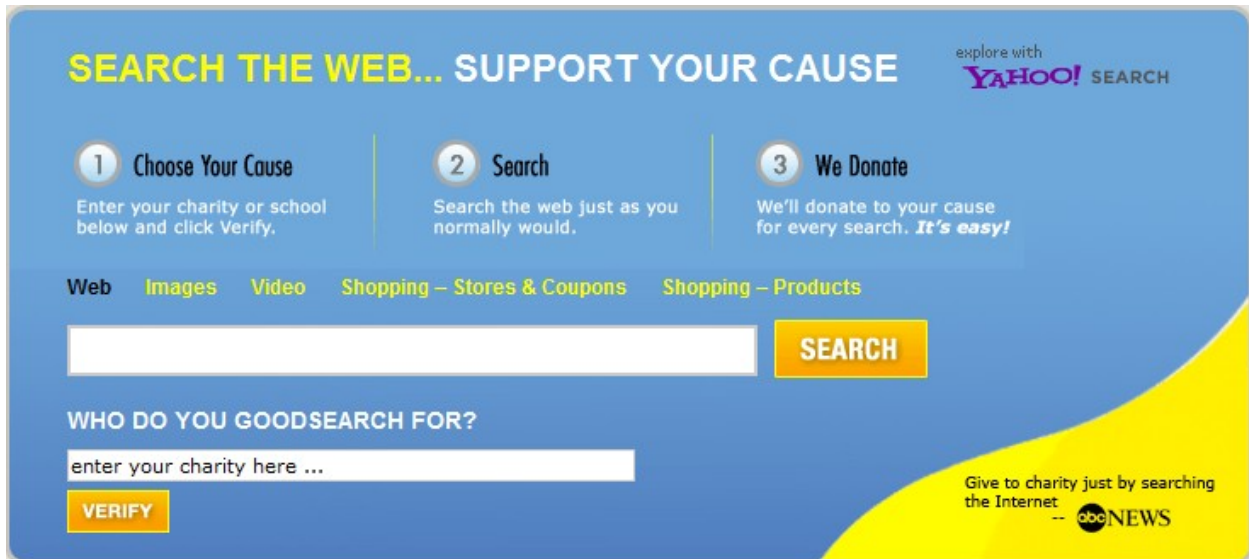 SEARCH THE WEB... SUPPORT YOUR CAUSE
explore with
YAHOO! SEARCH
1 Choose Your Cause
Enter your charity or school
below and click Verify.
2 Search
Search the web just as you
normally would.
3 We Donate
We'll donate to your cause
for every search. It's easy!
Web Images Video Shopping – Stores & Coupons Shopping – Products
SEARCH
WHO DO YOU GOODSEARCH FOR?
enter your charity here ...
VERIFY
Give to charity just by searching
the Internet
-- abc NEWS